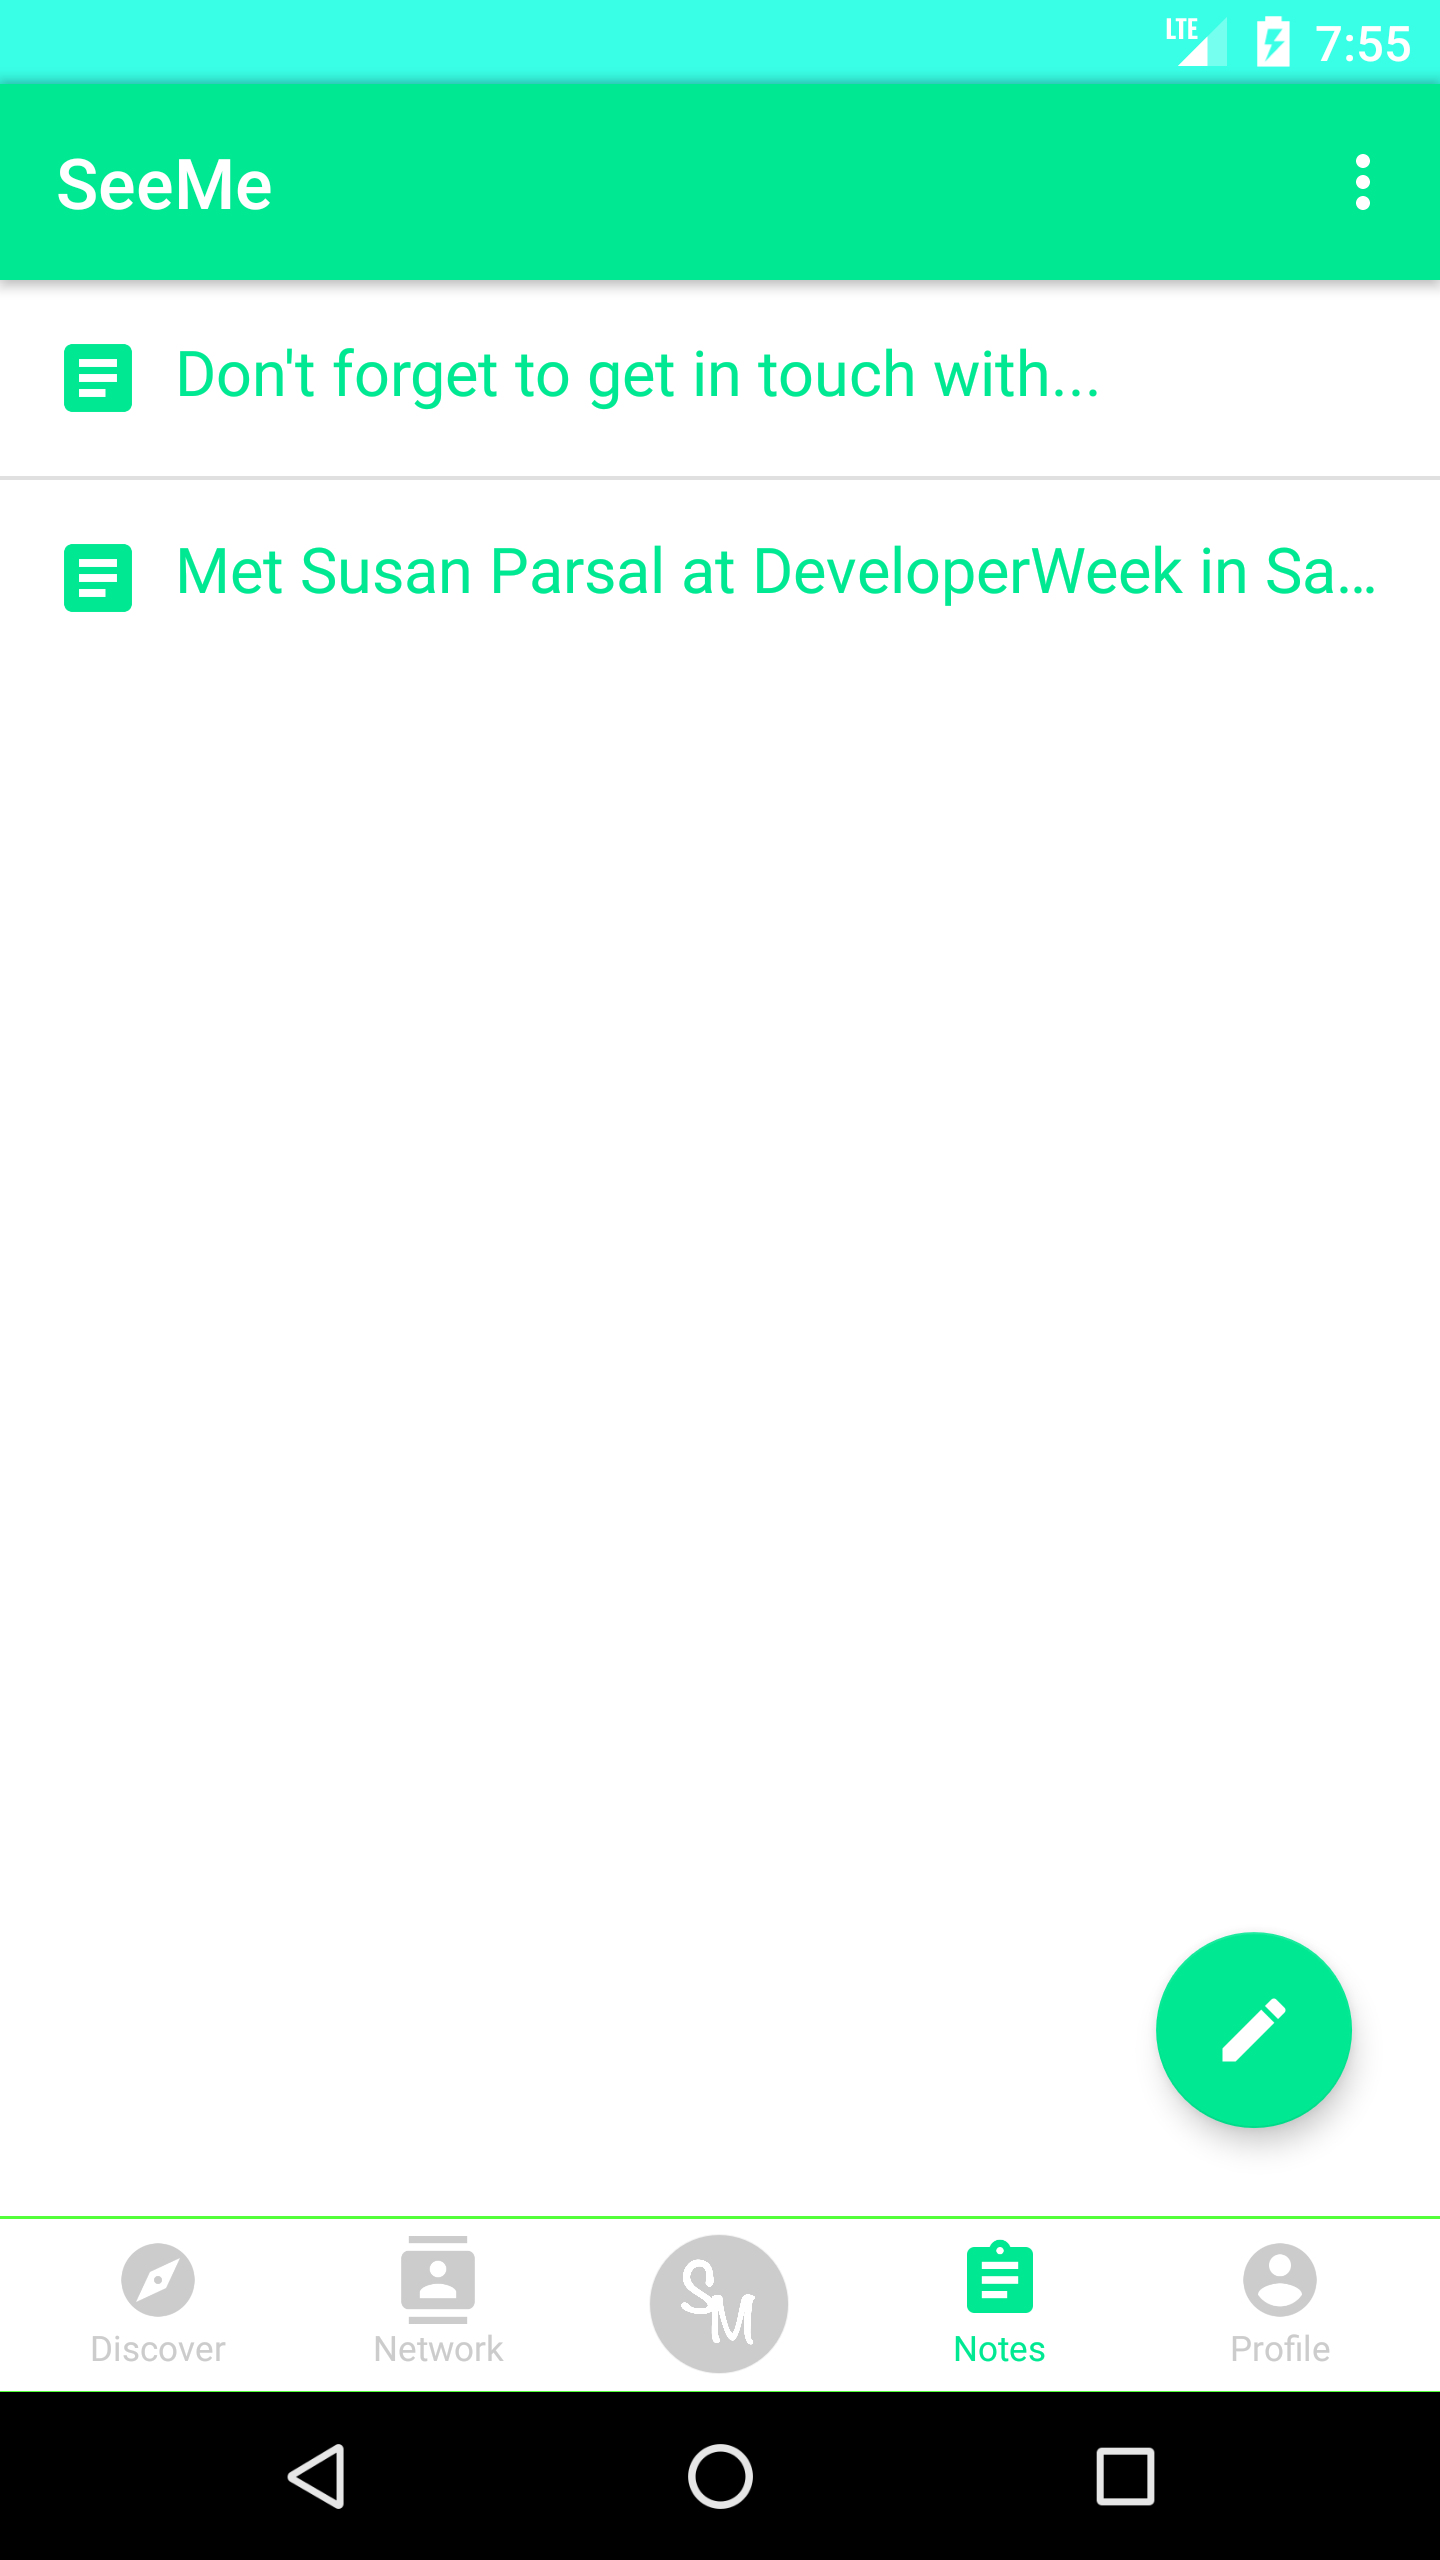 LTE 7:55
SeeMe
Don't forget to get in touch with...
Met Susan Parsal at DeveloperWeek in Sa...
SM
Discover Network Notes Profile